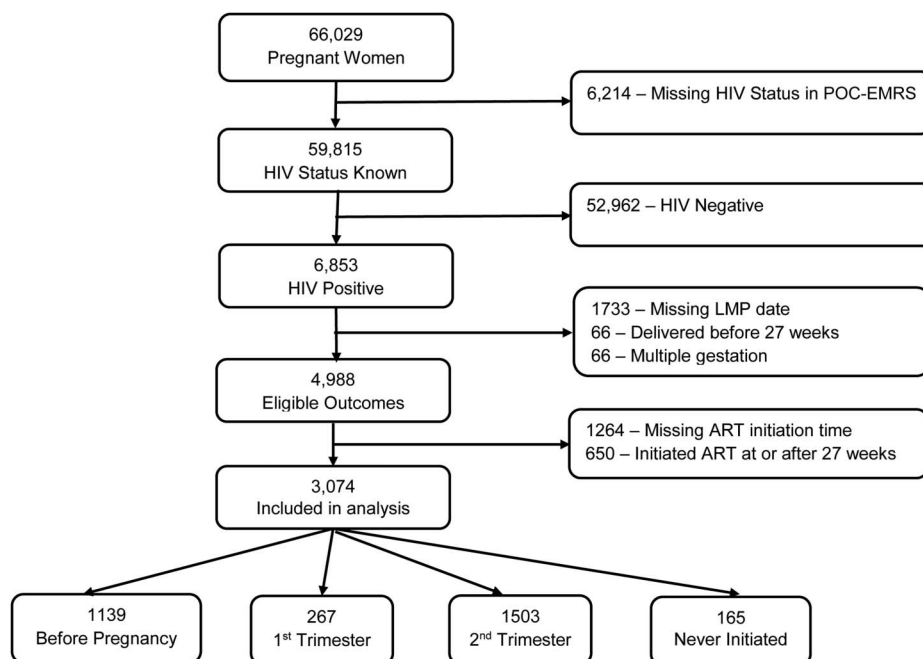 66,029
Pregnant Women
6,214 – Missing HIV Status in POC-EMRS
59,815
HIV Status Known
52,962 – HIV Negative
6,853
HIV Positive
1733 – Missing LMP date
66 – Delivered before 27 weeks
66 – Multiple gestation
4,988
Eligible Outcomes
1264 – Missing ART initiation time
650 – Initiated ART at or after 27 weeks
3,074
Included in analysis
1139
Before Pregnancy
267
1st Trimester
1503
2nd Trimester
165
Never Initiated